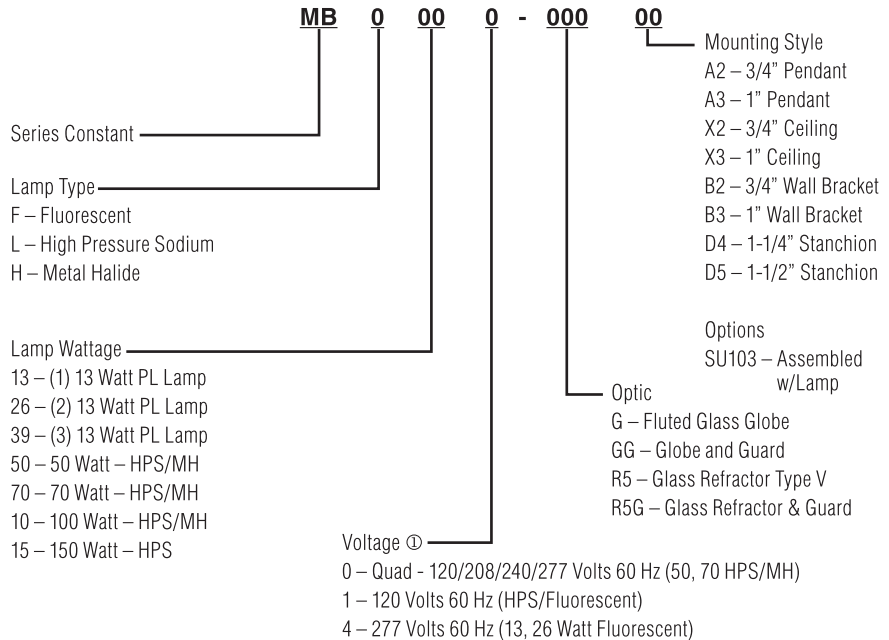 MB 0 00 0 - 000 00
Series Constant
Lamp Type
F – Fluorescent
L – High Pressure Sodium
H – Metal Halide
Lamp Wattage
13 – (1) 13 Watt PL Lamp
26 – (2) 13 Watt PL Lamp
39 – (3) 13 Watt PL Lamp
50 – 50 Watt – HPS/MH
70 – 70 Watt – HPS/MH
10 – 100 Watt – HPS/MH
15 – 150 Watt – HPS
Voltage ①
0 – Quad - 120/208/240/277 Volts 60 Hz (50, 70 HPS/MH)
1 – 120 Volts 60 Hz (HPS/Fluorescent)
4 – 277 Volts 60 Hz (13, 26 Watt Fluorescent)
Optic
G – Fluted Glass Globe
GG – Globe and Guard
R5 – Glass Refractor Type V
R5G – Glass Refractor & Guard
Mounting Style
A2 – 3/4” Pendant
A3 – 1” Pendant
X2 – 3/4” Ceiling
X3 – 1” Ceiling
B2 – 3/4” Wall Bracket
B3 – 1” Wall Bracket
D4 – 1-1/4” Stanchion
D5 – 1-1/2” Stanchion
Options
SU103 – Assembled
w/Lamp